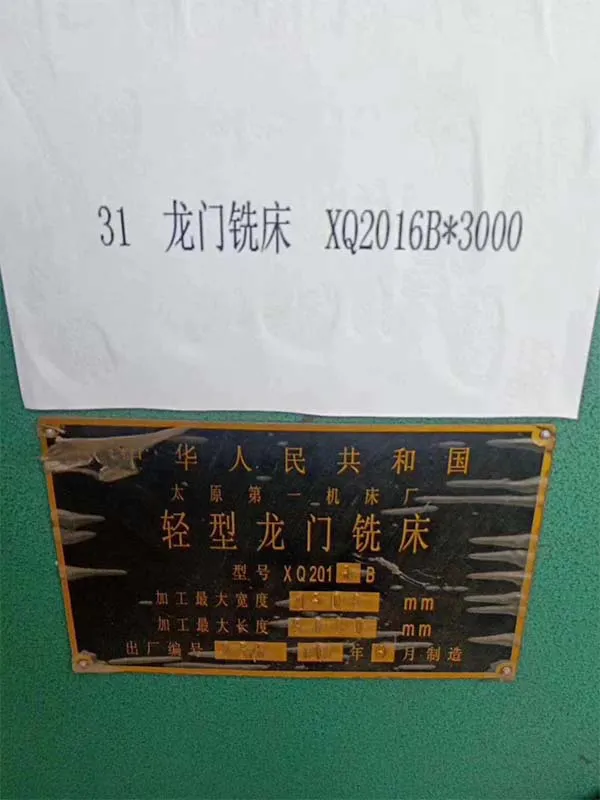 31 龙门铣床 XQ2016B*3000
中华人民共和国
太原第一机床厂
轻型龙门铣床
型号 XQ201 B
加工最大宽度 mm
加工最大长度 mm
出厂编号 年 月制造